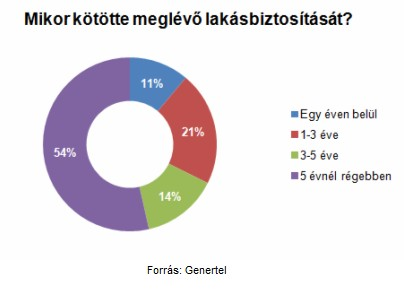 Mikor kötötte meglévő lakásbiztosítását?
11%
21%
14%
54%
Egy éven belül
1-3 éve
3-5 éve
5 évnél régebben
Forrás: Genertel